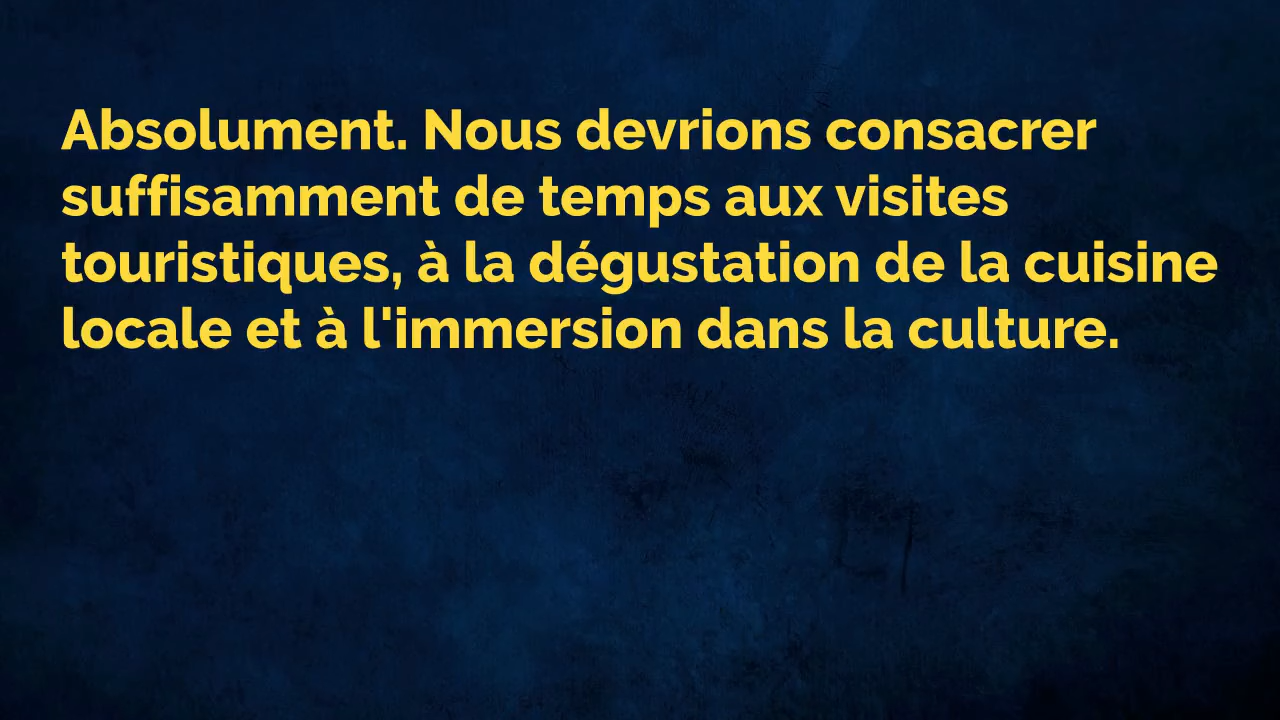 Absolument. Nous devrions consacrer
suffisamment de temps aux visites
touristiques, à la dégustation de la cuisine
locale et à l'immersion dans la culture.